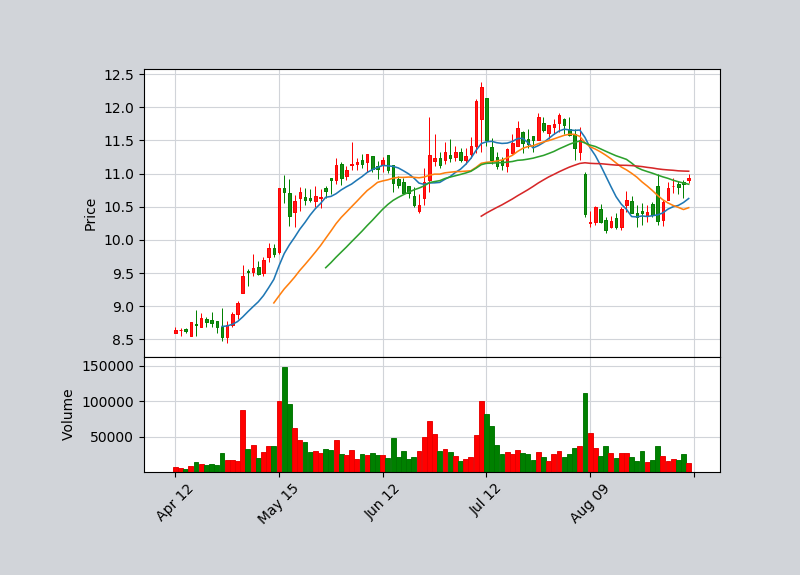 12.5
12.0
11.5
11.0
10.5
10.0
9.5
9.0
8.5
Price
150000
100000
50000
Volume
Apr 12
May 15
Jun 12
Jul 12
Aug 09